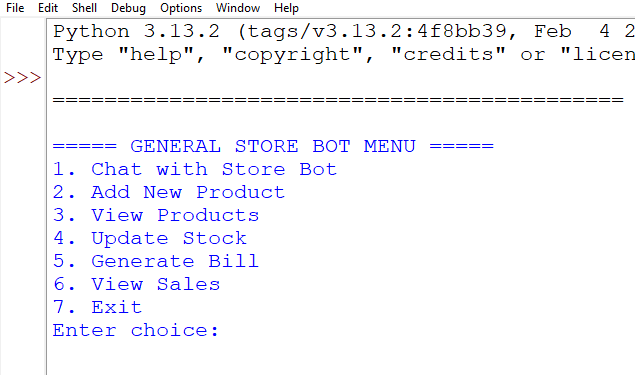 File Edit Shell Debug Options Window Help
Python 3.13.2 (tags/v3.13.2:4f8bb39, Feb  4 2
Type "help", "copyright", "credits" or "licen
>>>
============================================
===== GENERAL STORE BOT MENU =====
1. Chat with Store Bot
2. Add New Product
3. View Products
4. Update Stock
5. Generate Bill
6. View Sales
7. Exit
Enter choice: